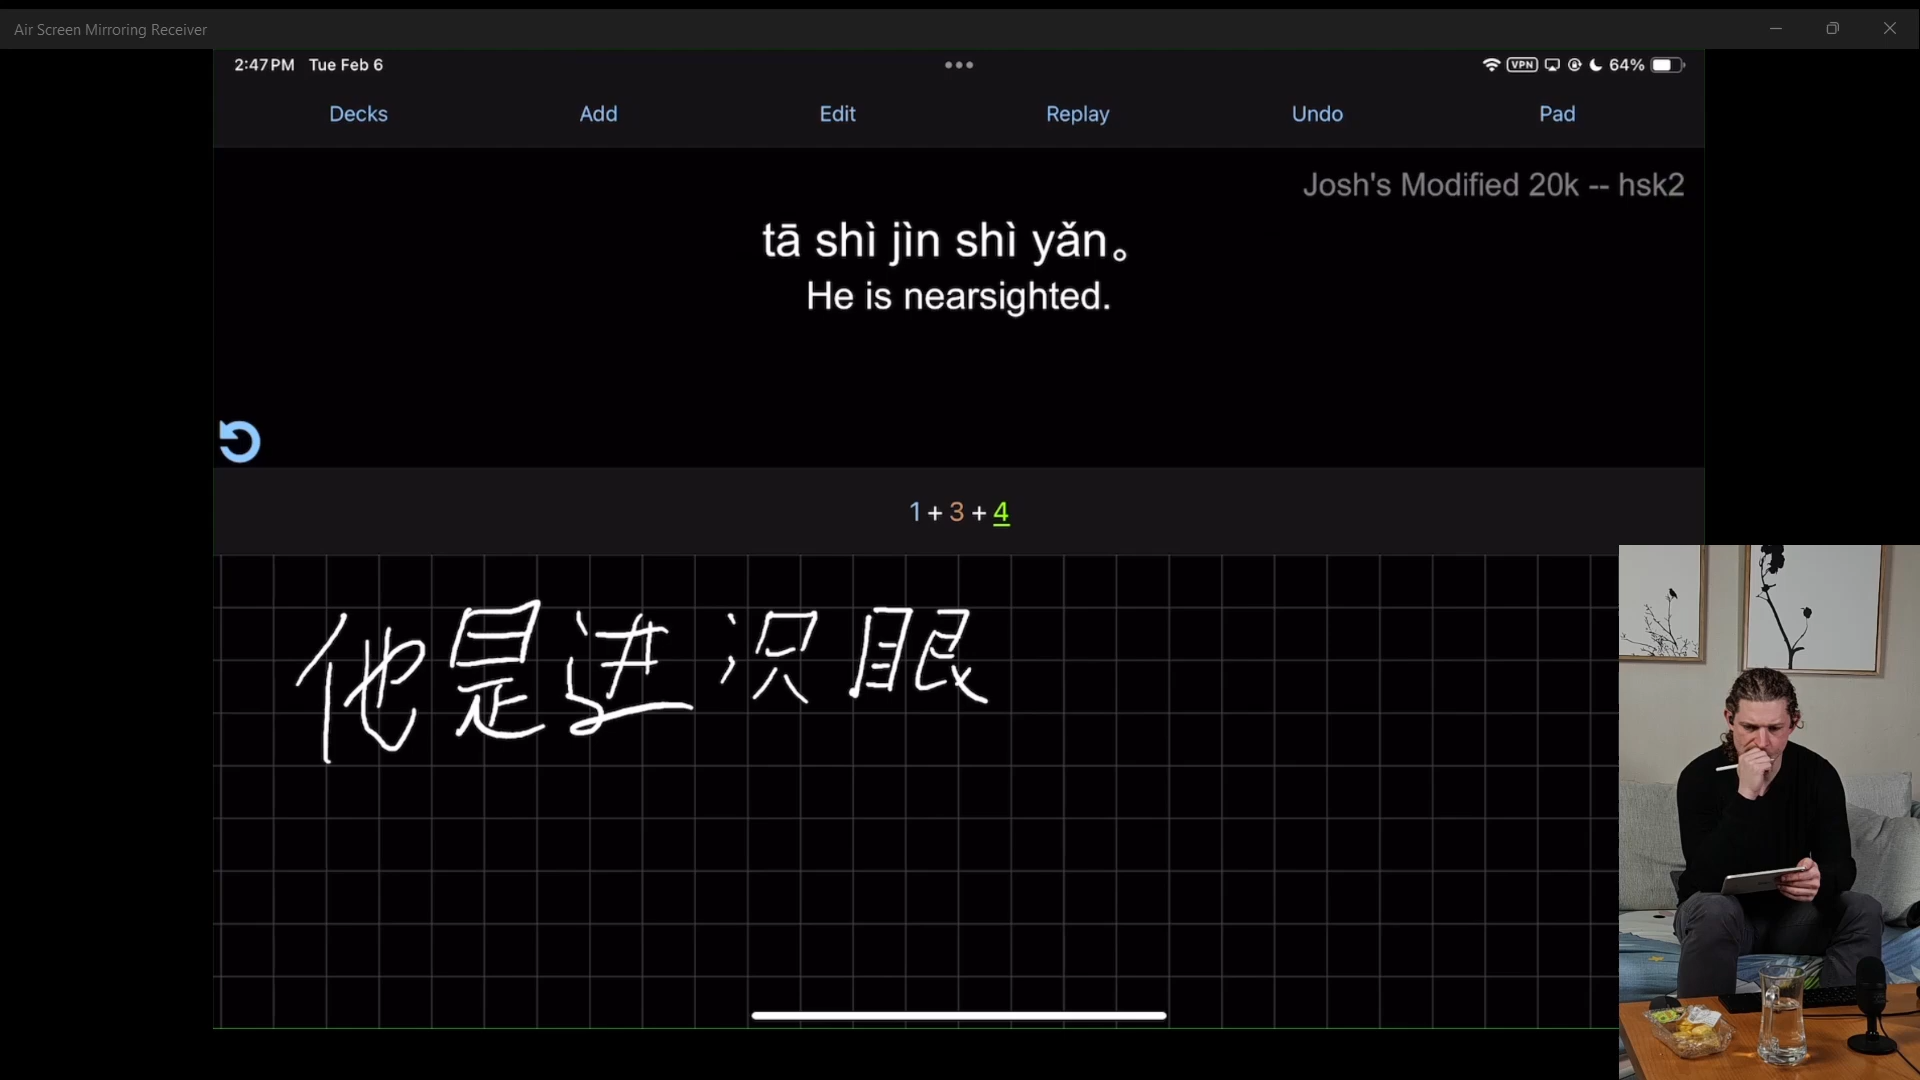 Air Screen Mirroring Receiver
2:47 PM Tue Feb 6
VPN 64%
Decks Add Edit Replay Undo Pad
Josh's Modified 20k -- hsk2
tā shì jìn shì yǎn。
He is nearsighted.
1 + 3 + 4
他是进 眼